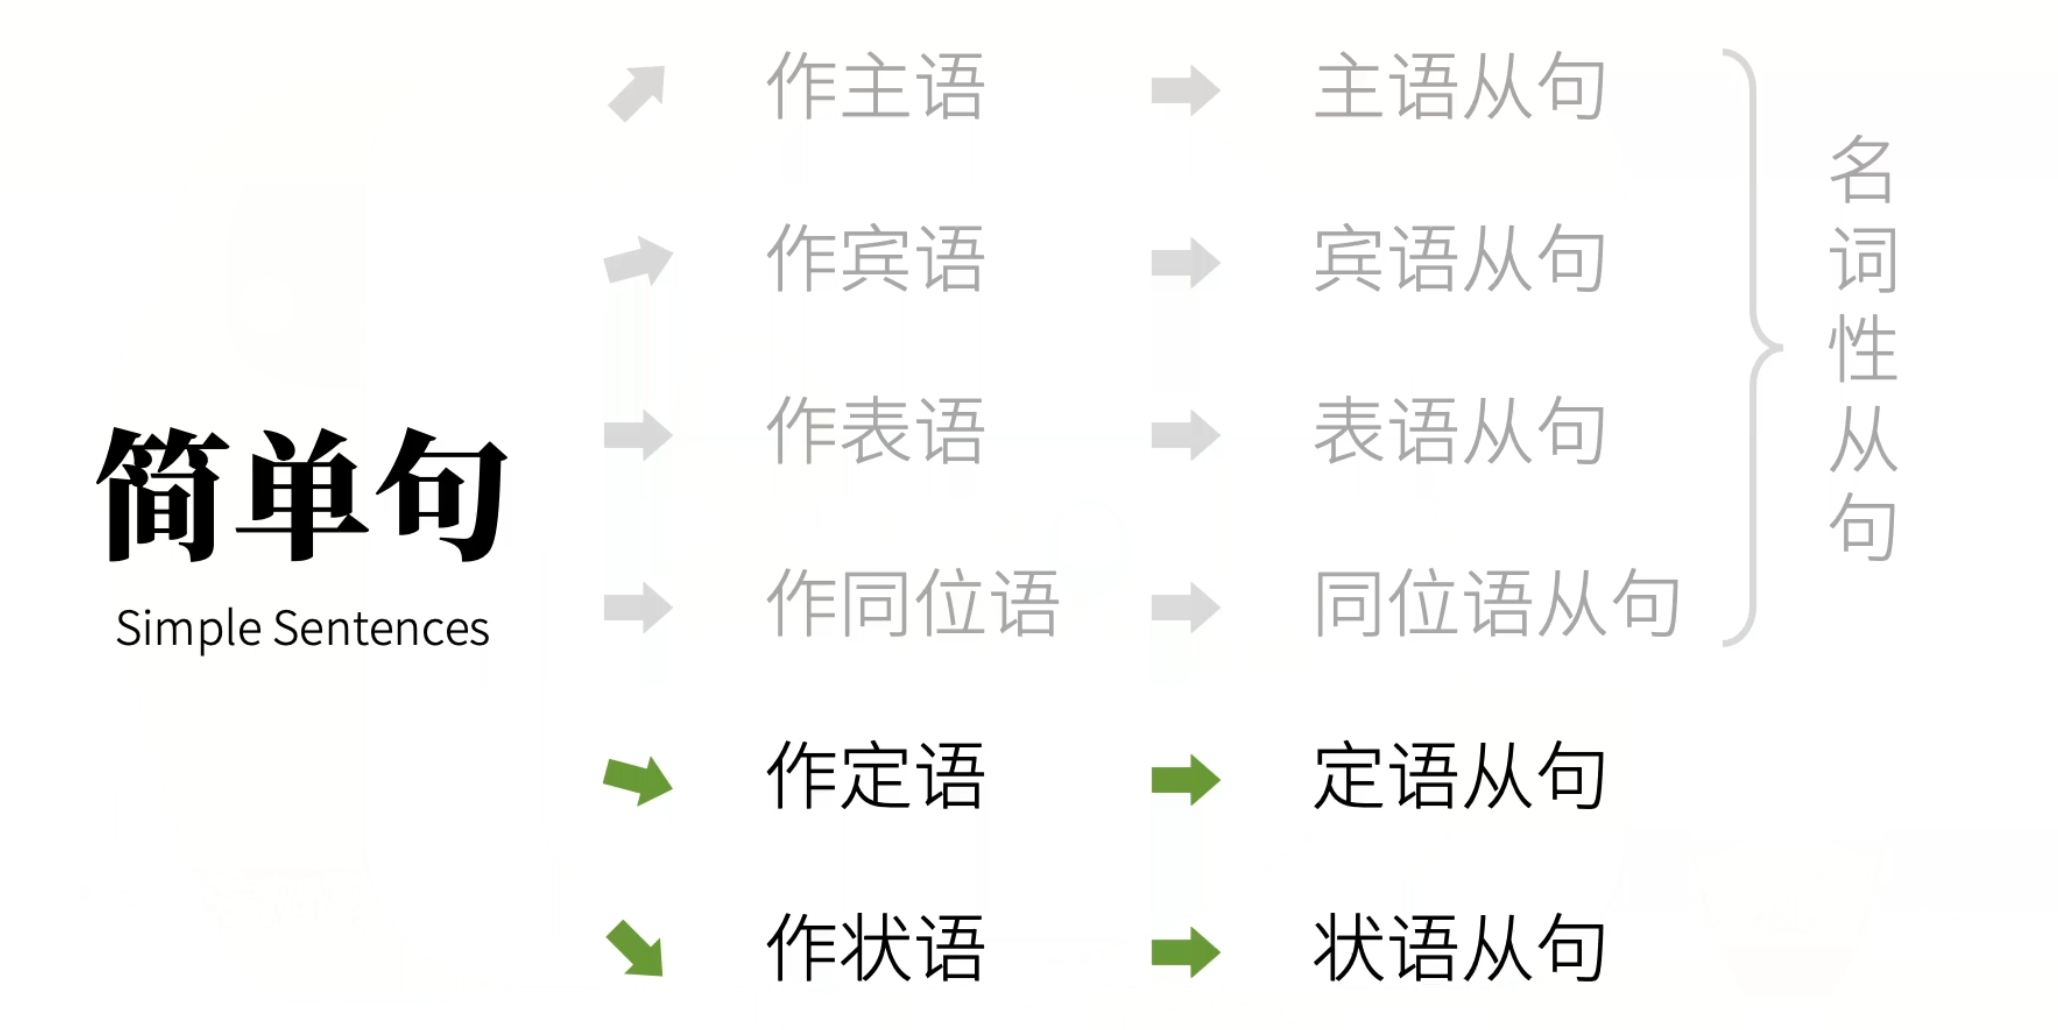 作主语 主语从句
作宾语 宾语从句
作表语 表语从句
作同位语 同位语从句
名词性从句
简单句
Simple Sentences
作定语 定语从句
作状语 状语从句